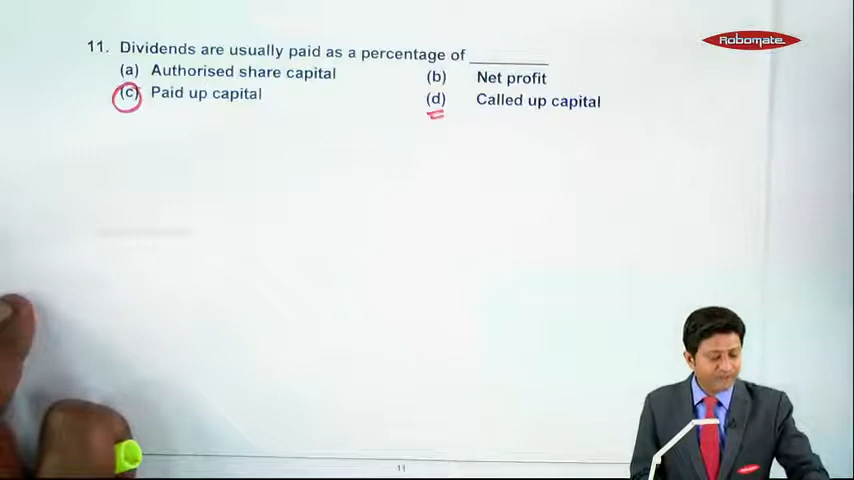 Robomate
11. Dividends are usually paid as a percentage of __________
(a) Authorised share capital (b) Net profit
(c) Paid up capital (d) Called up capital
11